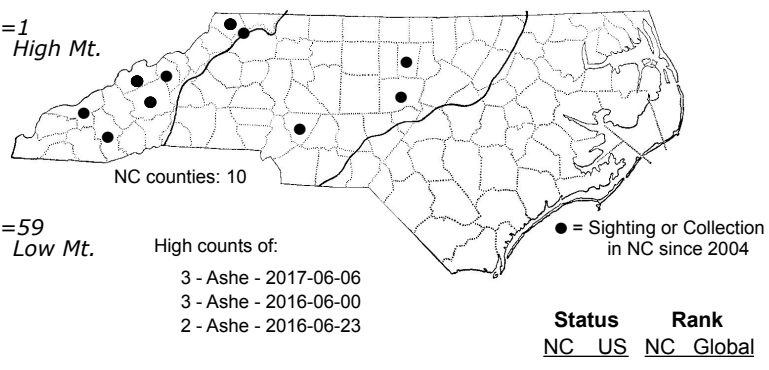 =1
High Mt.
NC counties: 10
=59
Low Mt.
High counts of:
3 - Ashe - 2017-06-06
3 - Ashe - 2016-06-00
2 - Ashe - 2016-06-23
● = Sighting or Collection
in NC since 2004
Status Rank
NC US NC Global